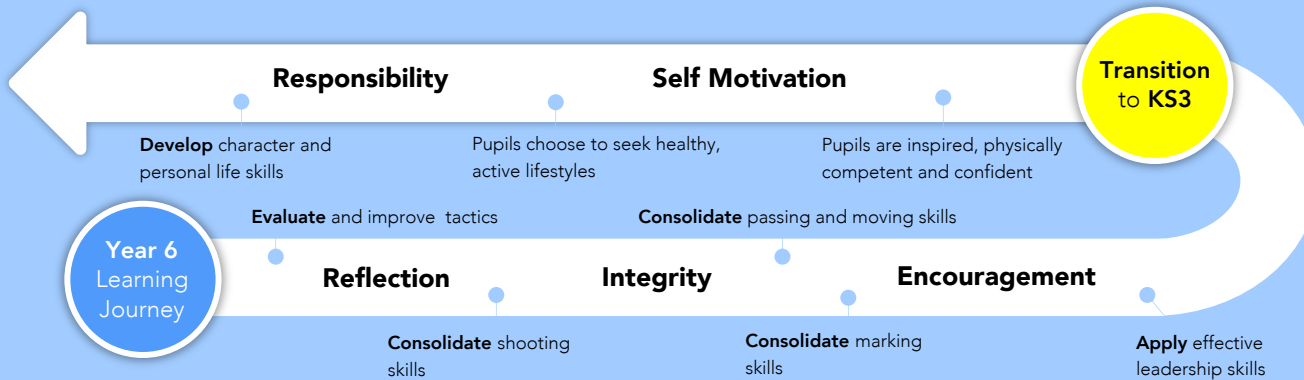 Responsibility
Self Motivation
Transition
to KS3
Develop character and
personal life skills
Pupils choose to seek healthy,
active lifestyles
Pupils are inspired, physically
competent and confident
Evaluate and improve tactics
Consolidate passing and moving skills
Year 6
Learning
Journey
Reflection
Integrity
Encouragement
Consolidate shooting
skills
Consolidate marking
skills
Apply effective
leadership skills